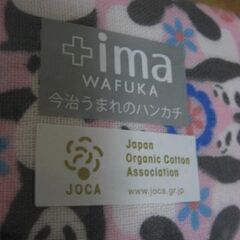 +ima
WAFUKA
今治うまれのハンカチ
JOCA
Japan
Organic Cotton
Association
www.joca.gr.jp